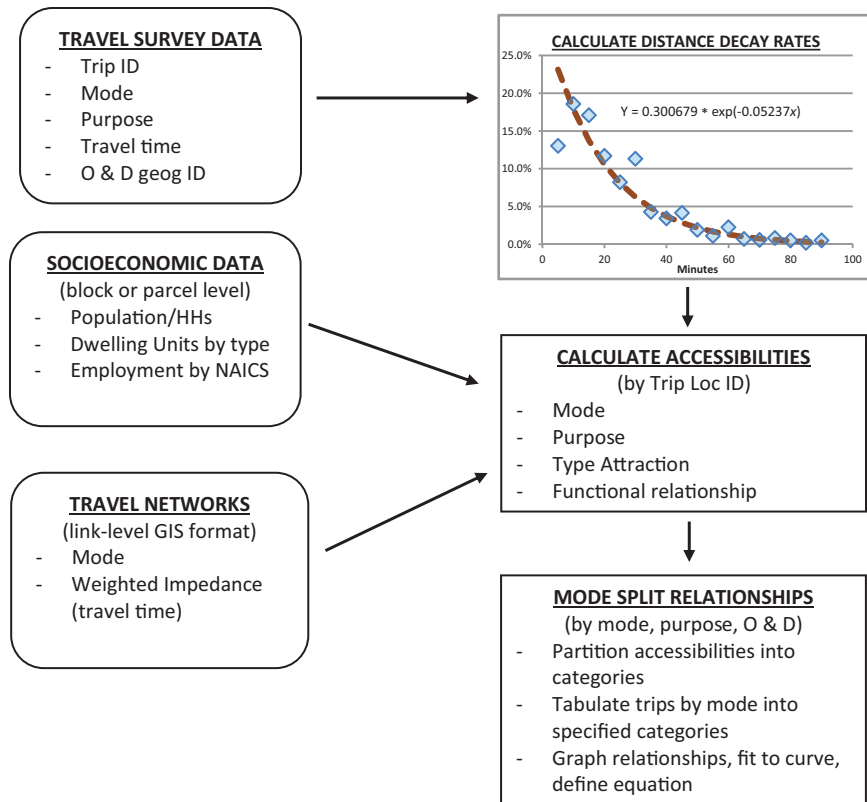 TRAVEL SURVEY DATA
- Trip ID
- Mode
- Purpose
- Travel time
- O & D geog ID
CALCULATE DISTANCE DECAY RATES
25.0%
20.0%
15.0%
10.0%
5.0%
0.0%
Y = 0.300679 * exp(-0.05237x)
0 20 40 60 80 100
Minutes
SOCIOECONOMIC DATA
(block or parcel level)
- Population/HHs
- Dwelling Units by type
- Employment by NAICS
CALCULATE ACCESSIBILITIES
(by Trip Loc ID)
- Mode
- Purpose
- Type Attraction
- Functional relationship
TRAVEL NETWORKS
(link-level GIS format)
- Mode
- Weighted Impedance
(travel time)
MODE SPLIT RELATIONSHIPS
(by mode, purpose, O & D)
- Partition accessibilities into
categories
- Tabulate trips by mode into
specified categories
- Graph relationships, fit to curve,
define equation